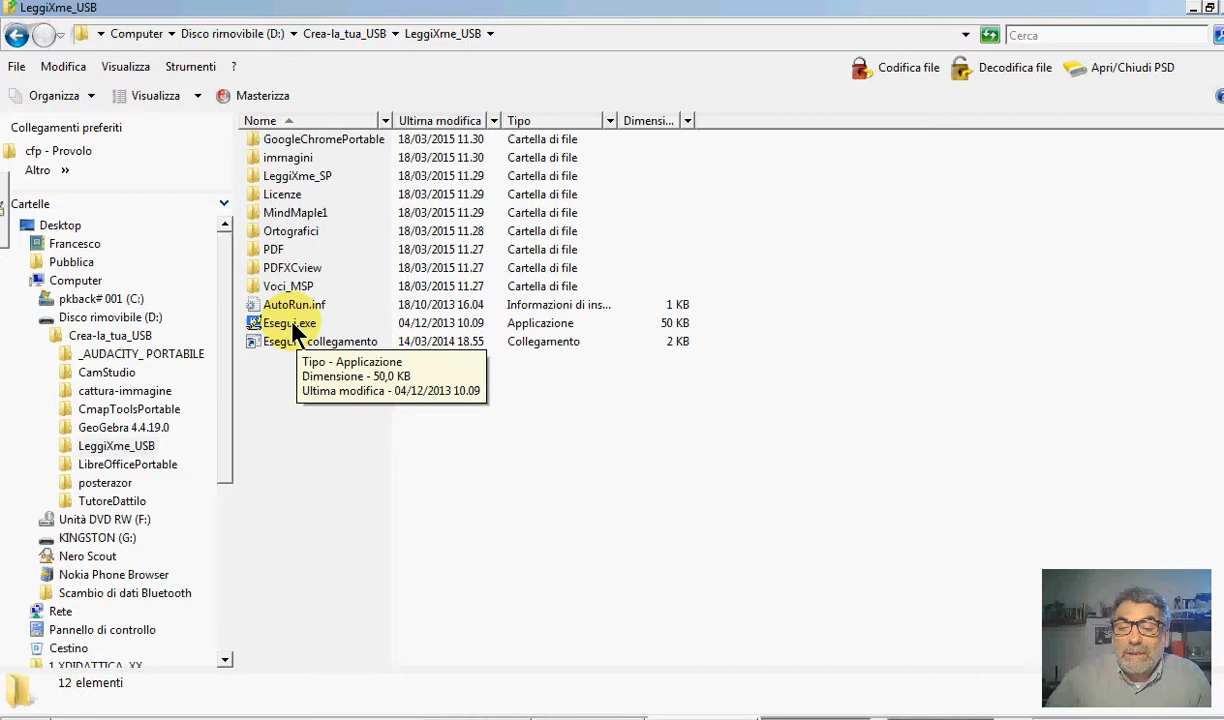 LeggiXme_USB
Computer Disco rimovibile (D:) Crea-la_tua_USB LeggiXme_USB
Cerca
File Modifica Visualizza Strumenti ?
Codifica file Decodifica file Apri/Chiudi PSD
Organizza Visualizza Masterizza
Collegamenti preferiti
cfp - Provolo
Altro »
Cartelle
Desktop
Francesco
Pubblica
Computer
pkback# 001 (C:)
Disco rimovibile (D:)
Crea-la_tua_USB
_AUDACITY_ PORTABILE
CamStudio
cattura-immagine
CmapToolsPortable
GeoGebra 4.4.19.0
LeggiXme_USB
LibreOfficePortable
posterazor
TutoreDattilo
Unità DVD RW (F:)
KINGSTON (G:)
Nero Scout
Nokia Phone Browser
Scambio di dati Bluetooth
Rete
Pannello di controllo
Cestino
1 XDIDATTICA_XX
Nome Ultima modifica Tipo Dimensi...
GoogleChromePortable 18/03/2015 11.30 Cartella di file
immagini 18/03/2015 11.30 Cartella di file
LeggiXme_SP 18/03/2015 11.29 Cartella di file
Licenze 18/03/2015 11.29 Cartella di file
MindMaple1 18/03/2015 11.29 Cartella di file
Ortografici 18/03/2015 11.28 Cartella di file
PDF 18/03/2015 11.27 Cartella di file
PDFXCview 18/03/2015 11.27 Cartella di file
Voci_MSP 18/03/2015 11.27 Cartella di file
AutoRun.inf 18/10/2013 16.04 Informazioni di ins... 1 KB
Esegui.exe 04/12/2013 10.09 Applicazione 50 KB
Esegui collegamento 14/03/2014 18.55 Collegamento 2 KB
Tipo - Applicazione
Dimensione - 50,0 KB
Ultima modifica - 04/12/2013 10.09
12 elementi